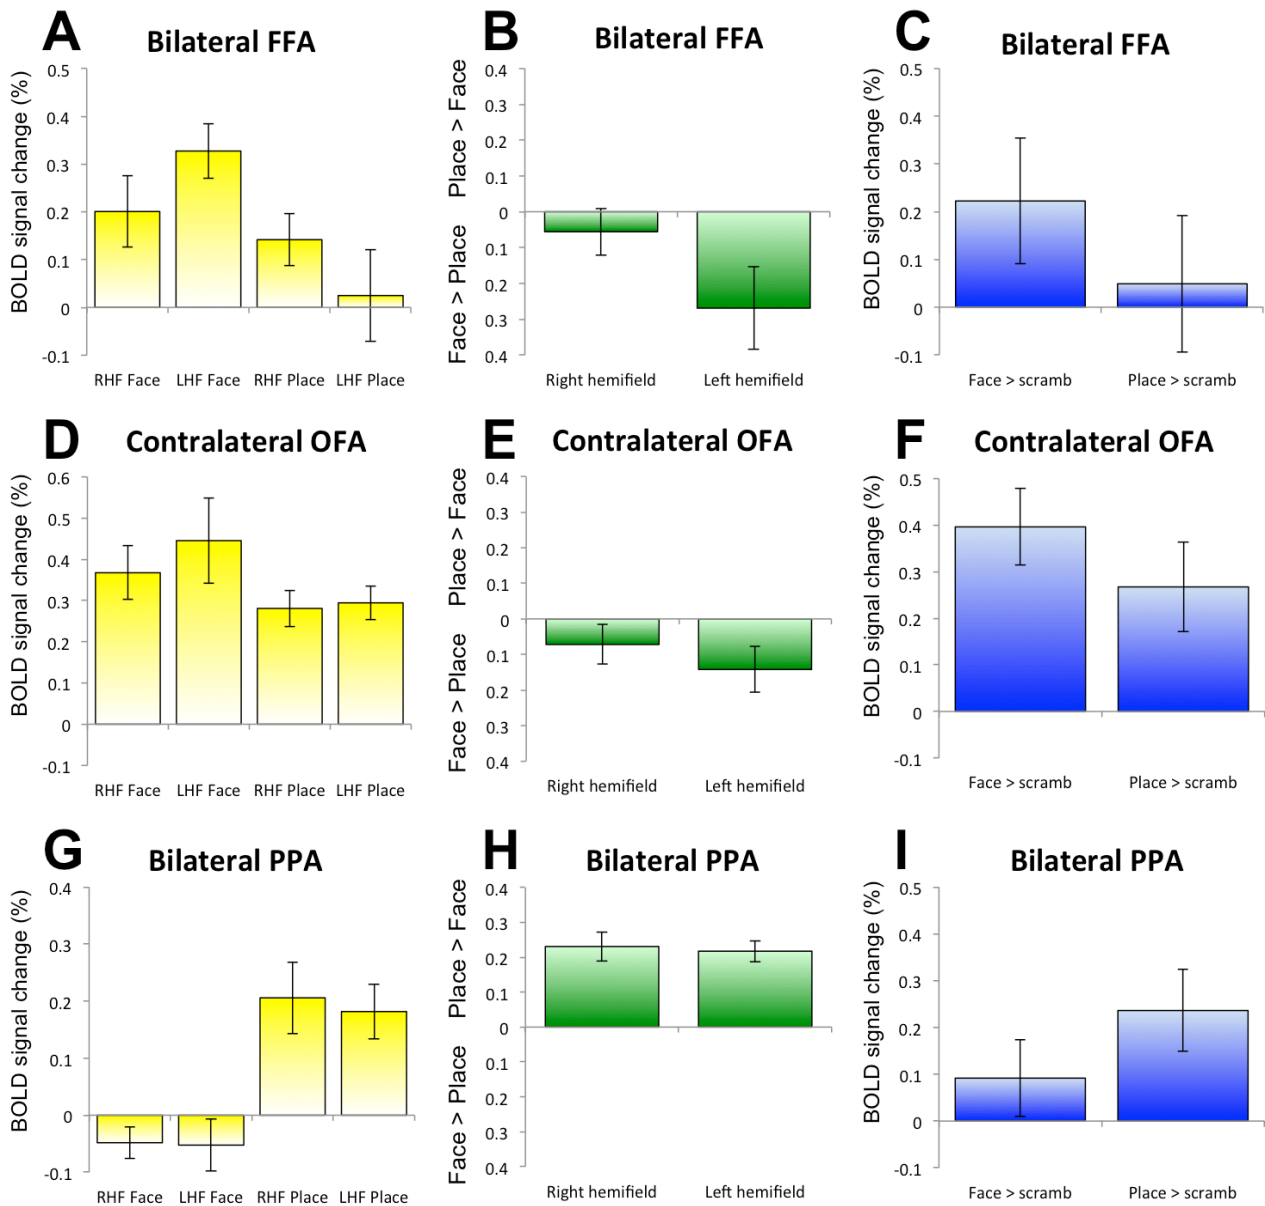 A
Bilateral FFA
BOLD signal change (%)
0.5
0.4
0.3
0.2
0.1
0
-0.1
RHF Face LHF Face RHF Place LHF Place
B
Bilateral FFA
Face > Place Place > Face
0.4
0.3
0.2
0.1
0
0.1
0.2
0.3
0.4
Right hemifield Left hemifield
C
Bilateral FFA
BOLD signal change (%)
0.5
0.4
0.3
0.2
0.1
0
-0.1
Face > scramb Place > scramb
D
Contralateral OFA
BOLD signal change (%)
0.6
0.5
0.4
0.3
0.2
0.1
0
-0.1
RHF Face LHF Face RHF Place LHF Place
E
Contralateral OFA
Face > Place Place > Face
0.4
0.3
0.2
0.1
0
0.1
0.2
0.3
0.4
Right hemifield Left hemifield
F
Contralateral OFA
BOLD signal change (%)
0.5
0.4
0.3
0.2
0.1
0
-0.1
Face > scramb Place > scramb
G
Bilateral PPA
BOLD signal change (%)
0.4
0.3
0.2
0.1
0
-0.1
RHF Face LHF Face RHF Place LHF Place
H
Bilateral PPA
Face > Place Place > Face
0.4
0.3
0.2
0.1
0
0.1
0.2
0.3
0.4
Right hemifield Left hemifield
I
Bilateral PPA
BOLD signal change (%)
0.5
0.4
0.3
0.2
0.1
0
-0.1
Face > scramb Place > scramb